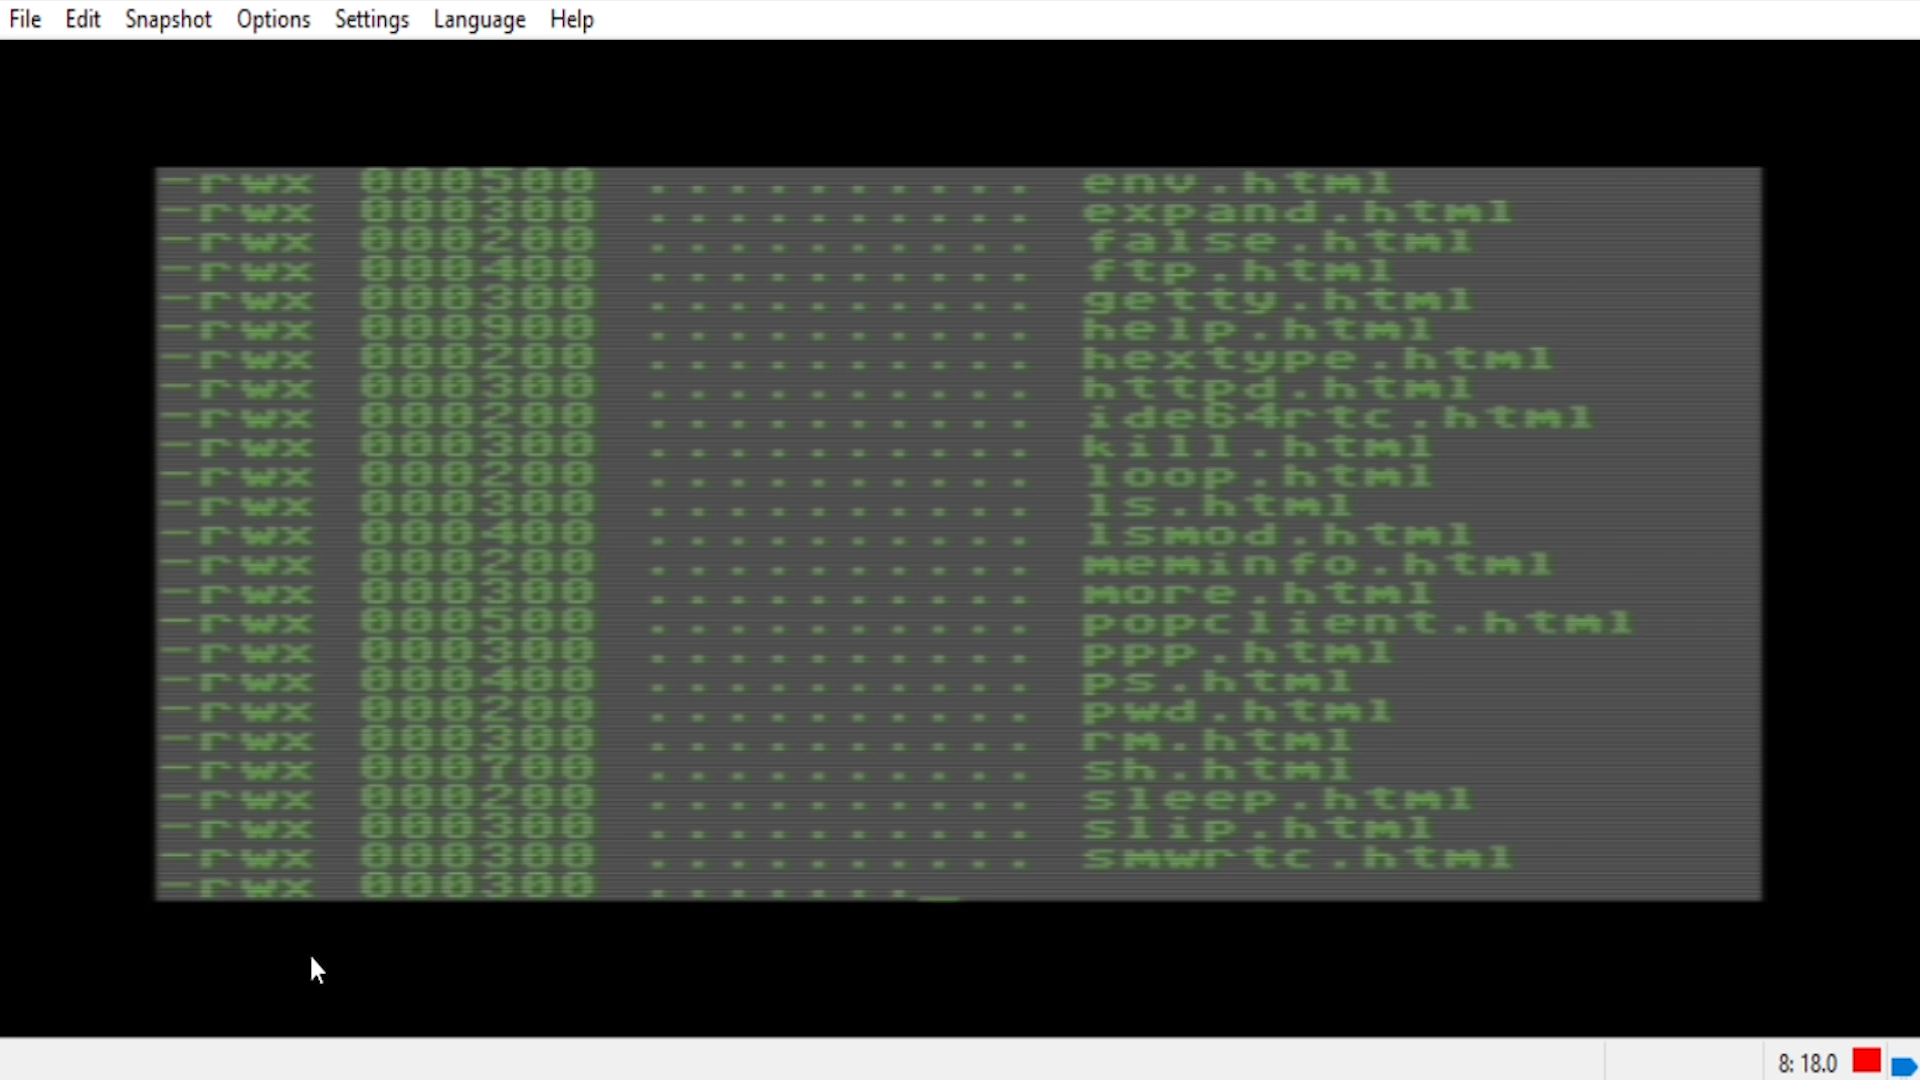 File Edit Snapshot Options Settings Language Help
-rwx 000500 .......... env.html
-rwx 000300 .......... expand.html
-rwx 000200 .......... false.html
-rwx 000400 .......... ftp.html
-rwx 000300 .......... getty.html
-rwx 000900 .......... help.html
-rwx 000200 .......... hextype.html
-rwx 000300 .......... httpd.html
-rwx 000200 .......... ide64rtc.html
-rwx 000300 .......... kill.html
-rwx 000200 .......... loop.html
-rwx 000300 .......... ls.html
-rwx 000400 .......... lsmod.html
-rwx 000200 .......... meminfo.html
-rwx 000300 .......... more.html
-rwx 000500 .......... popclient.html
-rwx 000300 .......... ppp.html
-rwx 000400 .......... ps.html
-rwx 000200 .......... pwd.html
-rwx 000300 .......... rm.html
-rwx 000700 .......... sh.html
-rwx 000200 .......... sleep.html
-rwx 000300 .......... slip.html
-rwx 000300 .......... smwrtc.html
-rwx 000300 ......._
8: 18.0